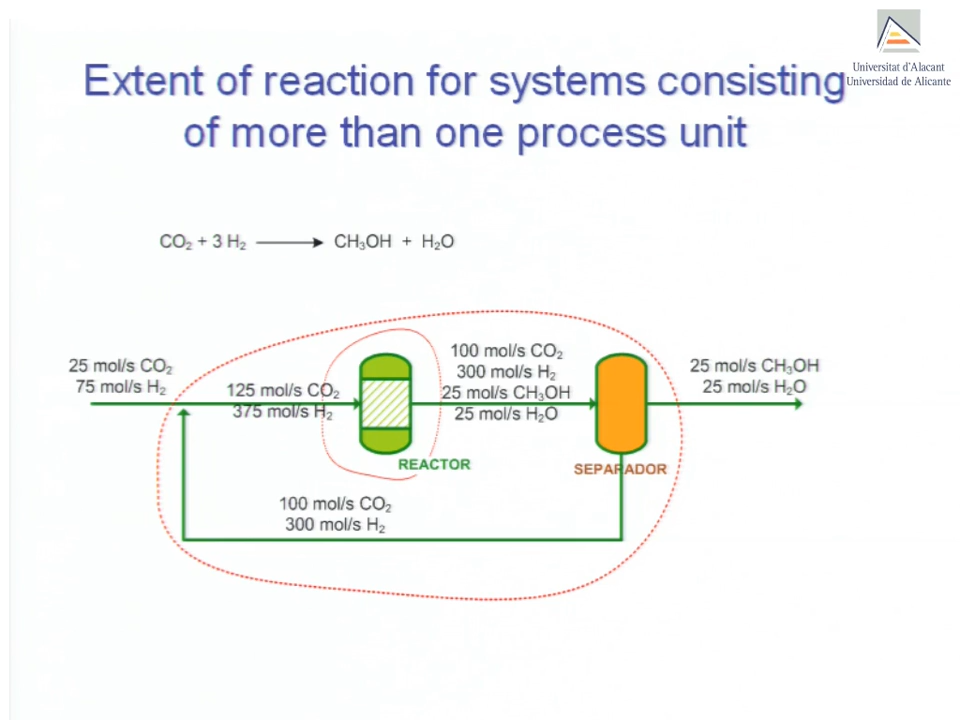 Universitat d'Alacant
Universidad de Alicante
Extent of reaction for systems consisting
of more than one process unit
CO₂ + 3 H₂ ⟶ CH₃OH + H₂O
25 mol/s CO₂
75 mol/s H₂
125 mol/s CO₂
375 mol/s H₂
REACTOR
100 mol/s CO₂
300 mol/s H₂
25 mol/s CH₃OH
25 mol/s H₂O
SEPARADOR
25 mol/s CH₃OH
25 mol/s H₂O
100 mol/s CO₂
300 mol/s H₂